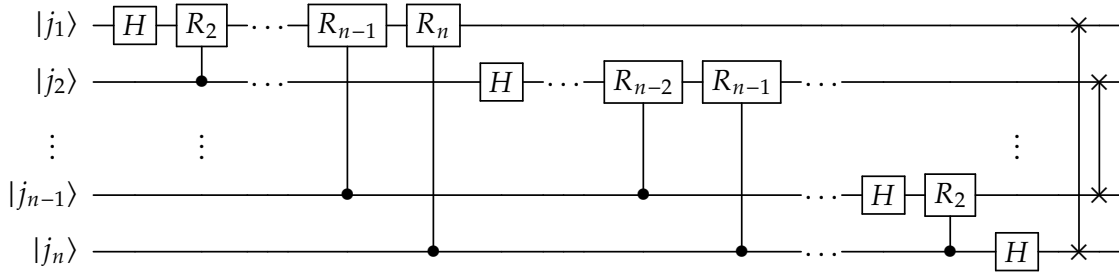 |j₁⟩ H R₂ ··· Rₙ₋₁ Rₙ
|j₂⟩ ··· H ··· Rₙ₋₂ Rₙ₋₁ ···
⋮ ⋮ ⋮
|jₙ₋₁⟩ ··· H R₂
|jₙ⟩ ··· H